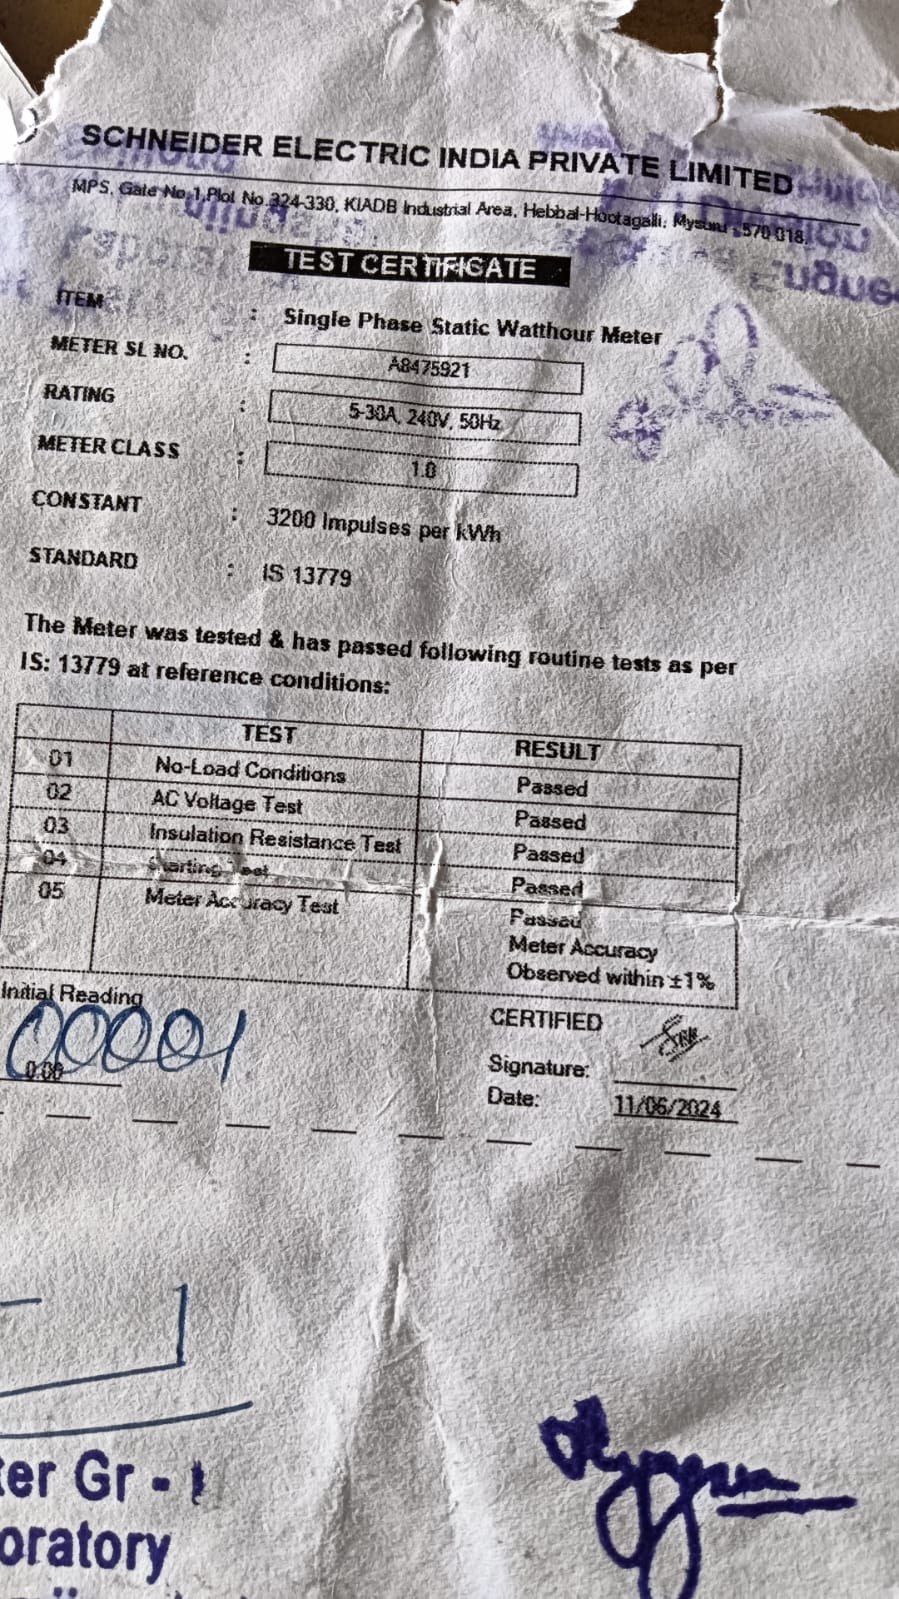 SCHNEIDER ELECTRIC INDIA PRIVATE LIMITED
MPS, Gate No.1, Plot No.324-330, KIADB Industrial Area, Hebbal-Hootagalli, Mysuru - 570 018.
TEST CERTIFICATE
ITEM : Single Phase Static Watthour Meter
METER SL NO. : A8475921
RATING : 5-30A, 240V, 50Hz
METER CLASS : 1.0
CONSTANT : 3200 Impulses per kWh
STANDARD : IS 13779
The Meter was tested & has passed following routine tests as per
IS: 13779 at reference conditions:
TEST RESULT
01 No-Load Conditions Passed
02 AC Voltage Test Passed
03 Insulation Resistance Test Passed
04 Starting Test Passed
05 Meter Accuracy Test Passed
Meter Accuracy
Observed within ±1%
Initial Reading
00001
0.00
CERTIFIED
Signature:
Date: 11/06/2024
er Gr - I
oratory